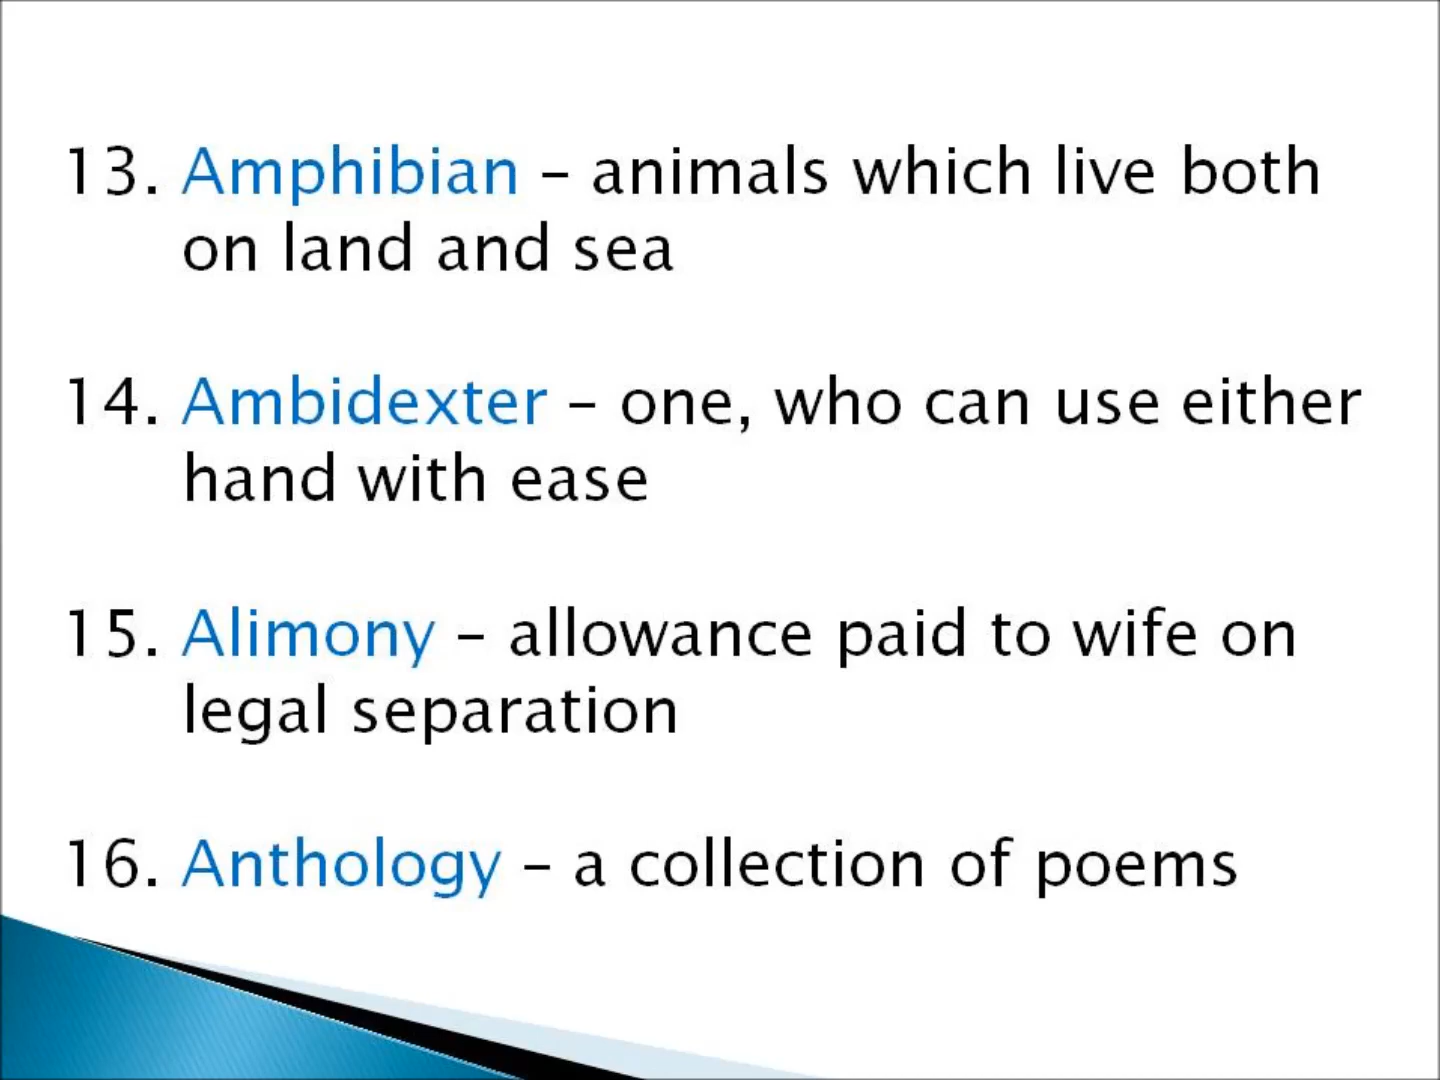 13. Amphibian – animals which live both
on land and sea
14. Ambidexter – one, who can use either
hand with ease
15. Alimony – allowance paid to wife on
legal separation
16. Anthology – a collection of poems